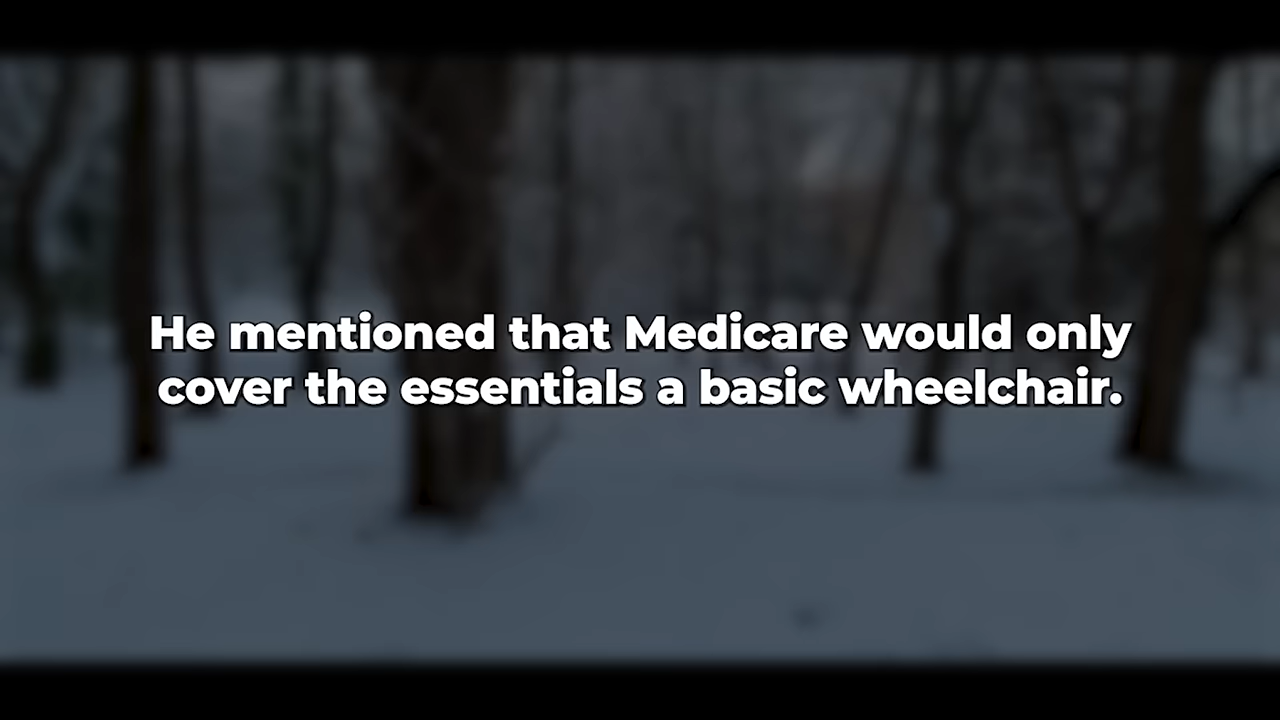 He mentioned that Medicare would only
cover the essentials a basic wheelchair.